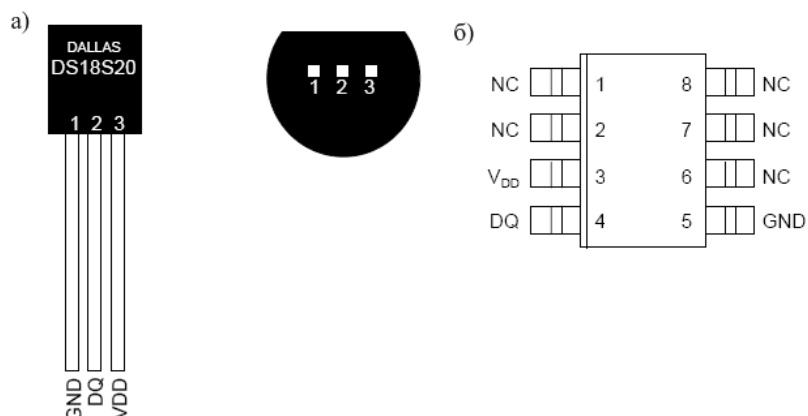 а)
DALLAS
DS18S20
1 2 3
GND
DQ
VDD
1 2 3
б)
NC 1 8 NC
NC 2 7 NC
VDD 3 6 NC
DQ 4 5 GND